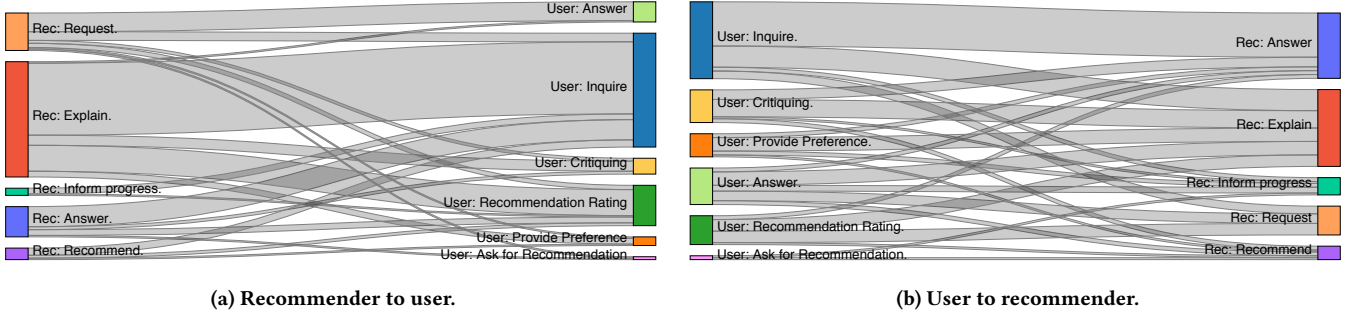 Rec: Request.
Rec: Explain.
Rec: Inform progress.
Rec: Answer.
Rec: Recommend.
User: Answer
User: Inquire
User: Critiquing
User: Recommendation Rating
User: Provide Preference
User: Ask for Recommendation
(a) Recommender to user.
User: Inquire.
User: Critiquing.
User: Provide Preference.
User: Answer.
User: Recommendation Rating.
User: Ask for Recommendation.
Rec: Answer
Rec: Explain
Rec: Inform progress
Rec: Request
Rec: Recommend
(b) User to recommender.